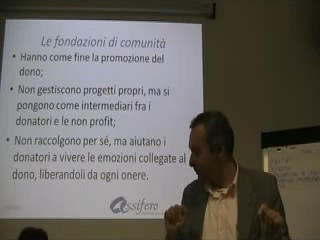 Le fondazioni di comunità
• Hanno come fine la promozione del
dono;
• Non gestiscono progetti propri, ma si
pongono come intermediari fra i
donatori e le non profit;
• Non raccolgono per sé, ma aiutano i
donatori a vivere le emozioni collegate al
dono, liberandoli da ogni onere.
Assifero